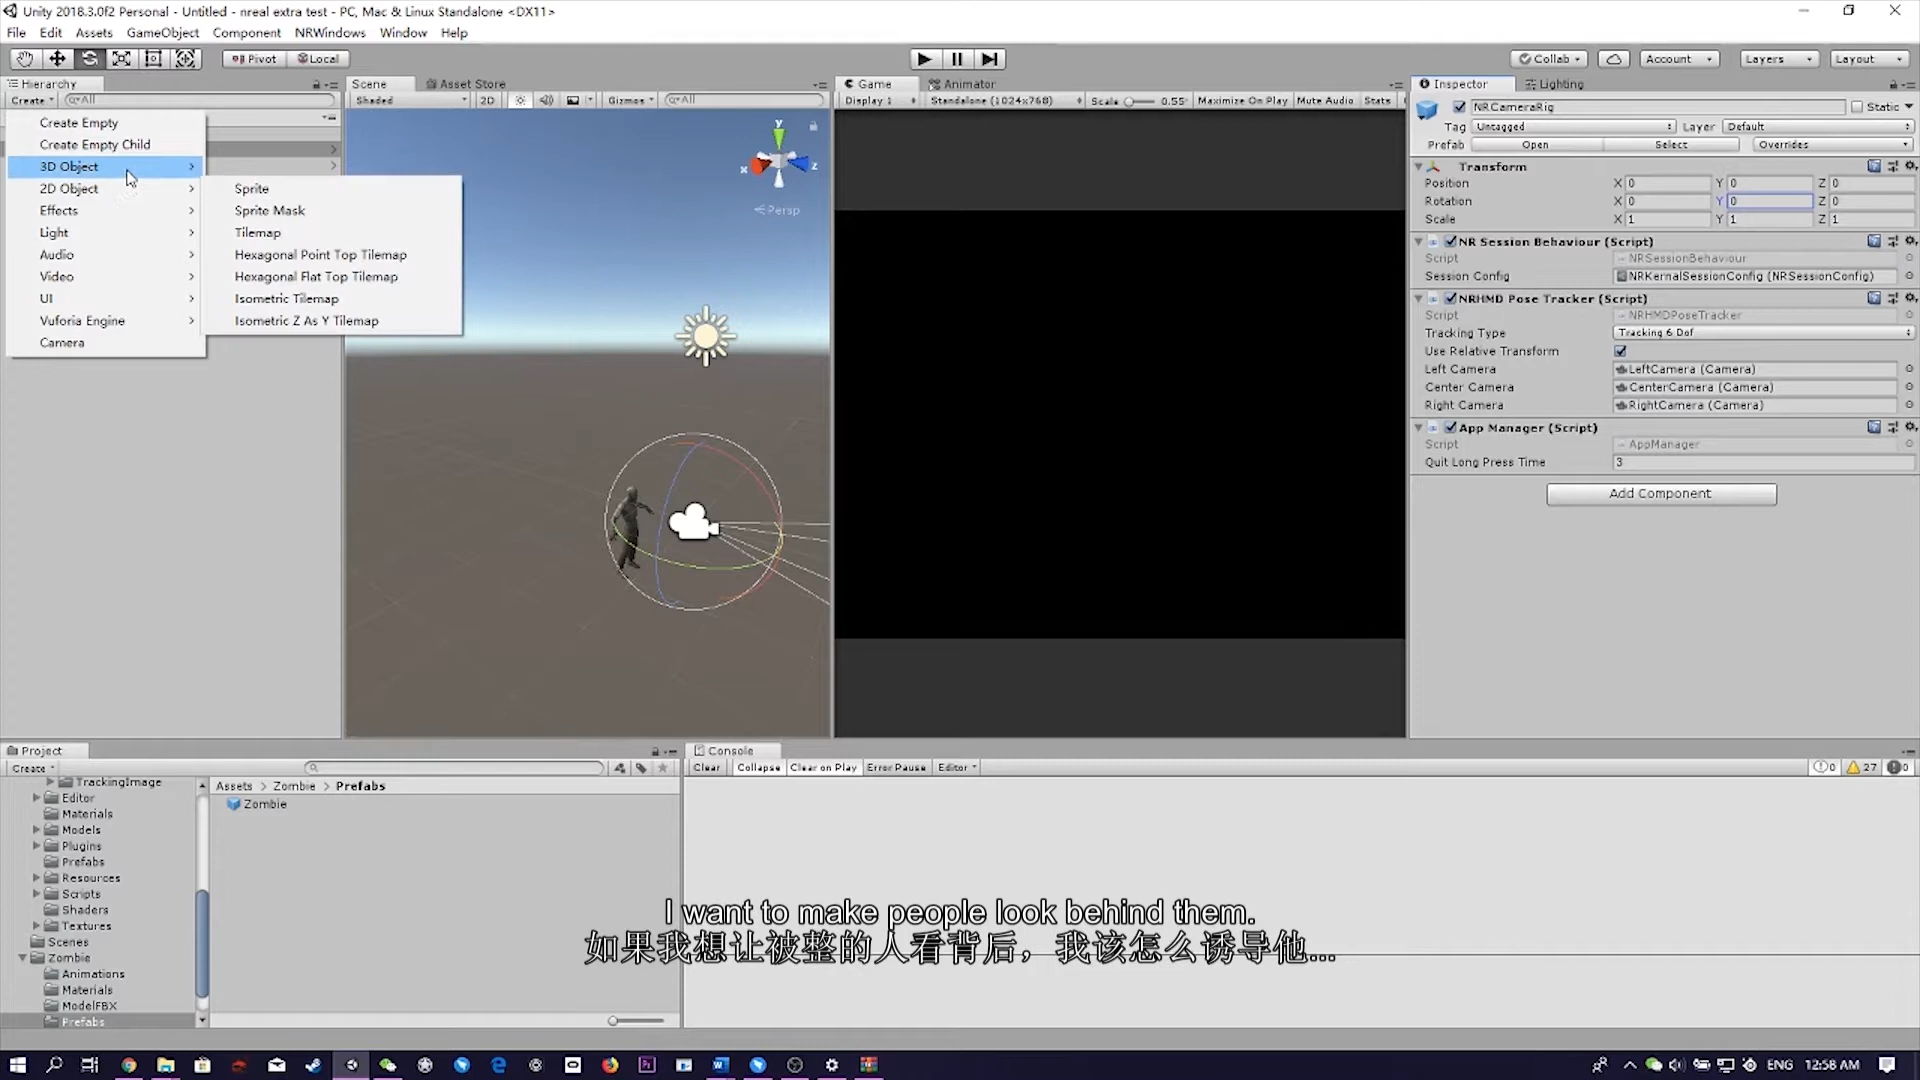 Unity 2018.3.0f2 Personal - Untitled - nreal extra test - PC, Mac & Linux Standalone <DX11>
File Edit Assets GameObject Component NRWindows Window Help
Pivot Local
Collab Account Layers Layout
Hierarchy
Create All
Create Empty
Create Empty Child
3D Object
2D Object
Effects
Light
Audio
Video
UI
Vuforia Engine
Camera
Sprite
Sprite Mask
Tilemap
Hexagonal Point Top Tilemap
Hexagonal Flat Top Tilemap
Isometric Tilemap
Isometric Z As Y Tilemap
Scene Asset Store
Shaded 2D Gizmos All
y
x z
Persp
Game Animator
Display 1 Standalone (1024x768) Scale 0.55 Maximize On Play Mute Audio Stats
Inspector Lighting
NRCameraRig Static
Tag Untagged Layer Default
Prefab Open Select Overrides
Transform
Position X 0 Y 0 Z 0
Rotation X 0 Y 0 Z 0
Scale X 1 Y 1 Z 1
NR Session Behaviour (Script)
Script NRSessionBehaviour
Session Config NRKernalSessionConfig (NRSessionConfig)
NRHMD Pose Tracker (Script)
Script NRHMDPoseTracker
Tracking Type Tracking 6 Dof
Use Relative Transform
Left Camera LeftCamera (Camera)
Center Camera CenterCamera (Camera)
Right Camera RightCamera (Camera)
App Manager (Script)
Script AppManager
Quit Long Press Time 3
Add Component
Project
Create
TrackingImage
Editor
Materials
Models
Plugins
Prefabs
Resources
Scripts
Shaders
Textures
Scenes
Zombie
Animations
Materials
ModelFBX
Prefabs
Assets > Zombie > Prefabs
Zombie
Console
Clear Collapse Clear on Play Error Pause Editor
0 27 0
I want to make people look behind them.
如果我想让被整的人看背后，我该怎么诱导他...
ENG 12:58 AM